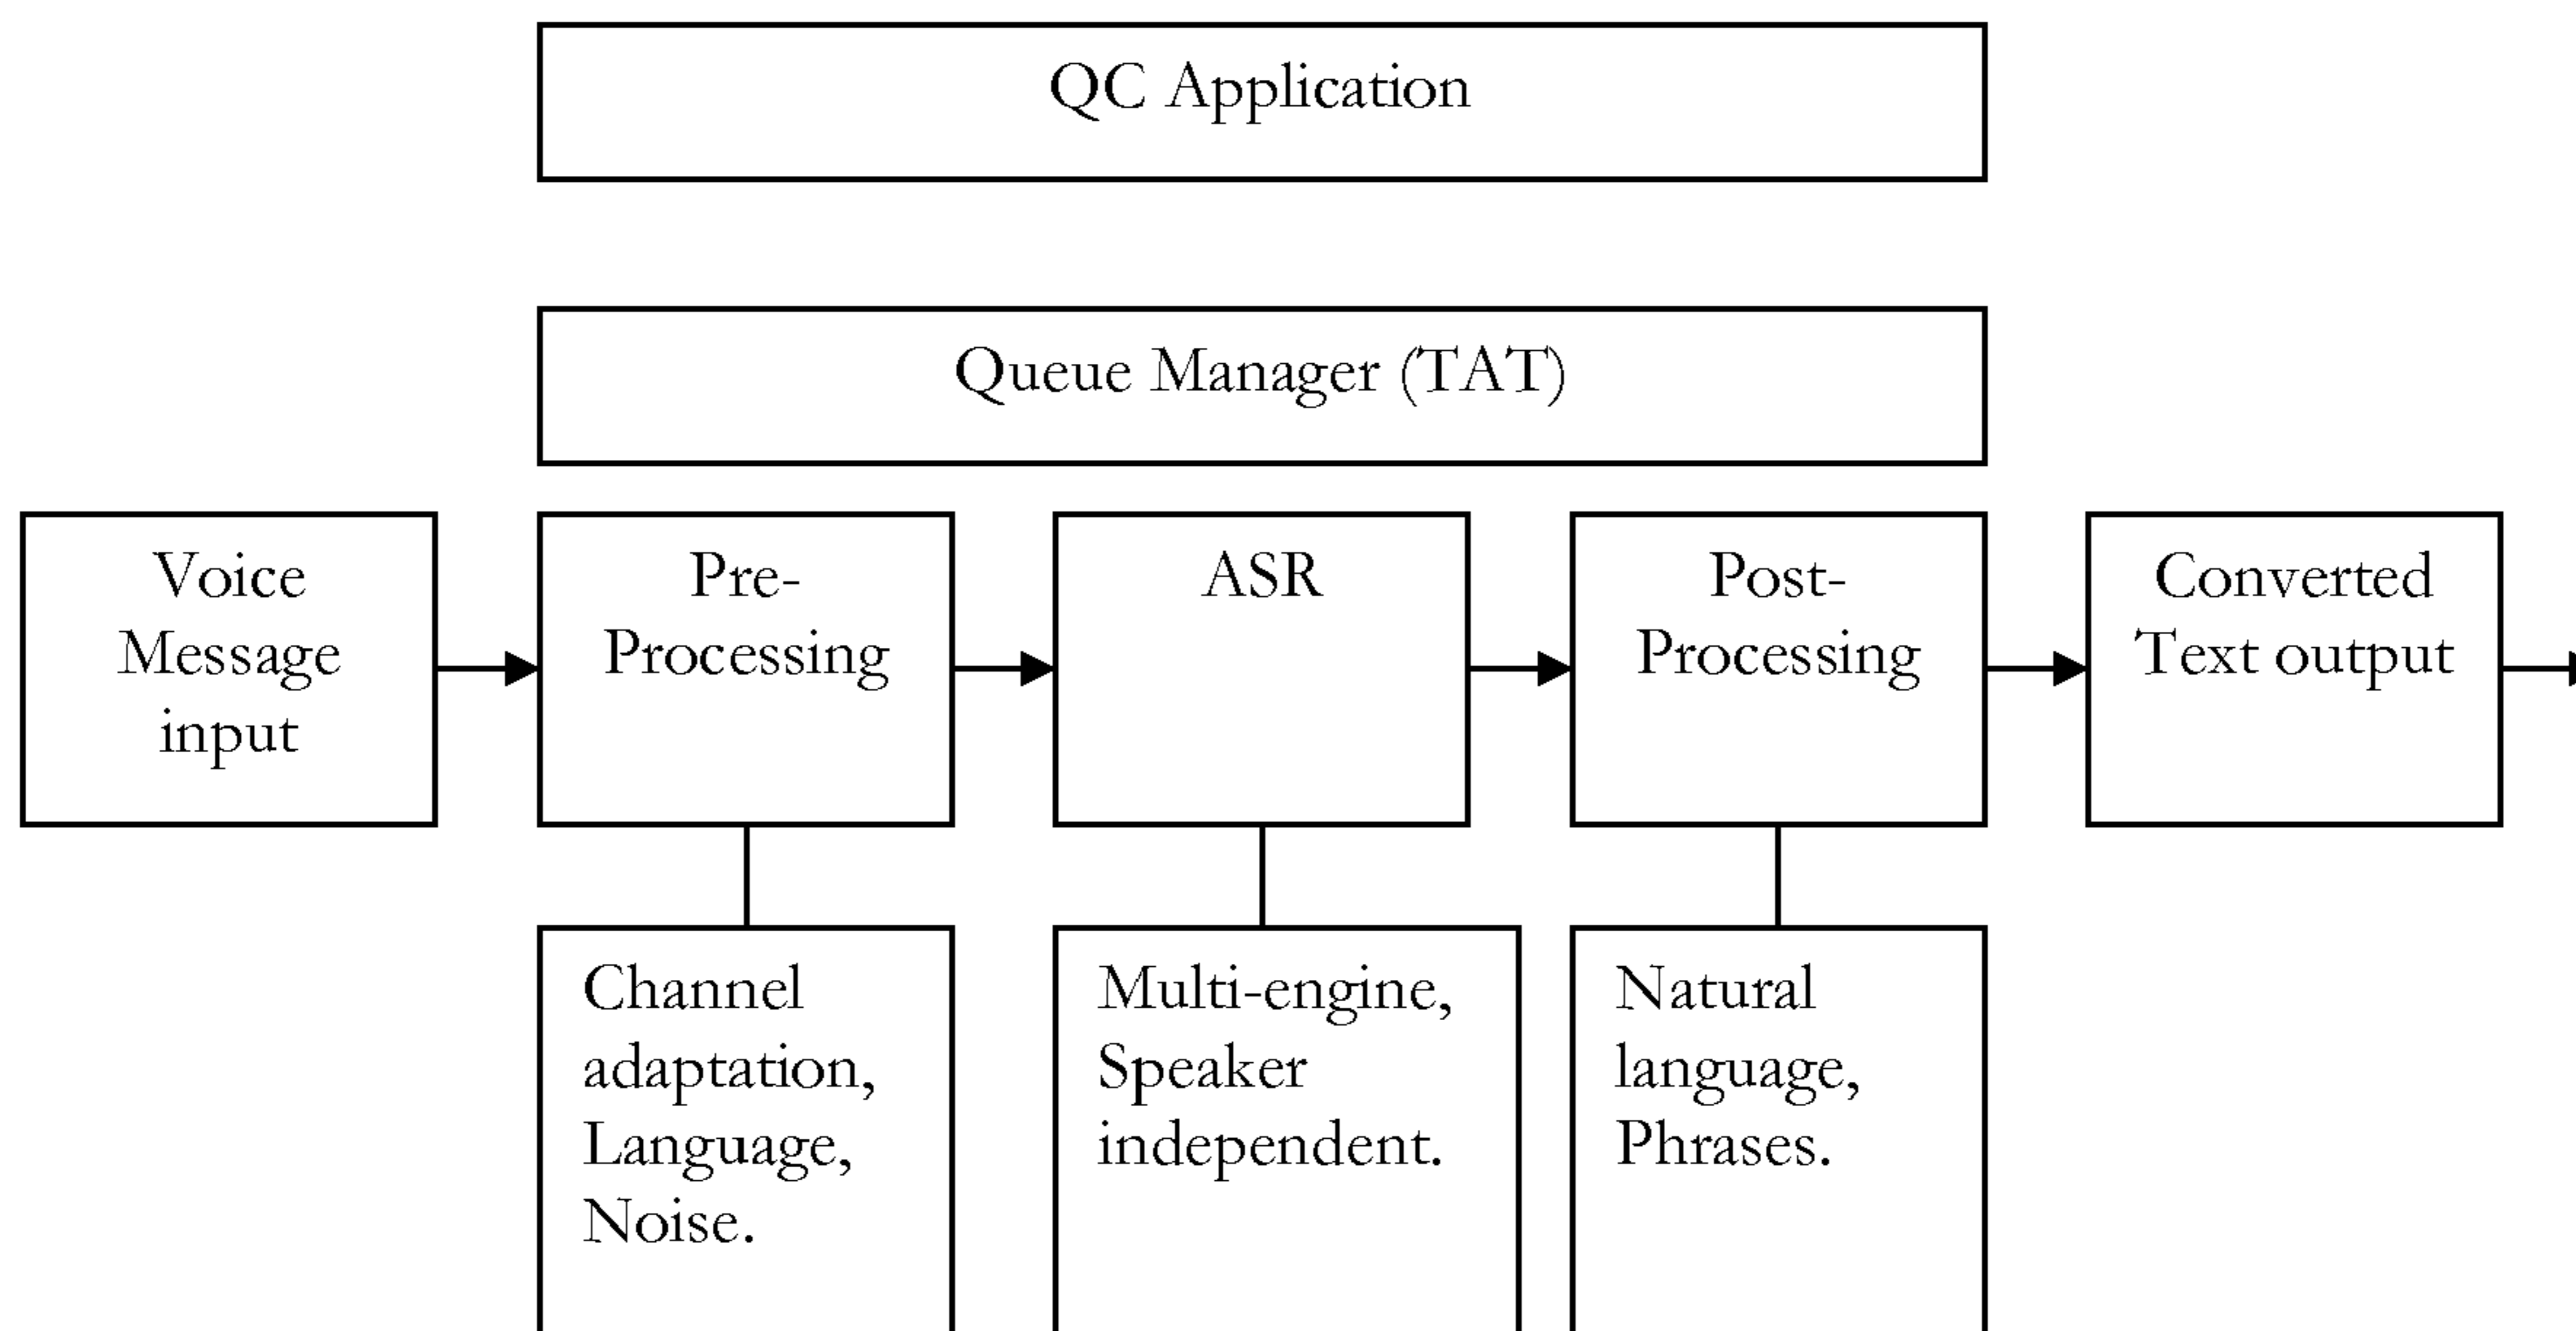 QC Application
Queue Manager (TAT)
Voice
Message
input
Pre-
Processing
ASR
Post-
Processing
Converted
Text output
Channel
adaptation,
Language,
Noise.
Multi-engine,
Speaker
independent.
Natural
language,
Phrases.